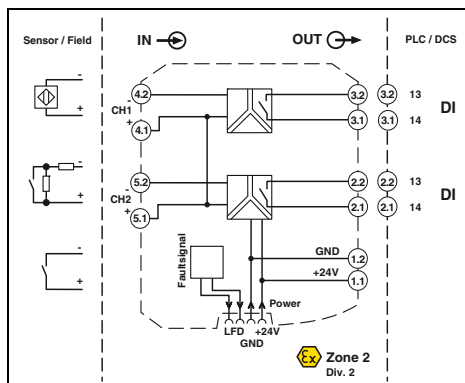 Sensor / Field
IN
OUT
PLC / DCS
-
+
4.2
-
CH1
+
4.1
3.2
3.1
3.2 13
3.1 14
DI
-
+
5.2
-
CH2
+
5.1
2.2
2.1
2.2 13
2.1 14
DI
-
+
Faultsignal
GND
1.2
+24V
1.1
Power
LFD
+24V
GND
Ex
Zone 2
Div. 2